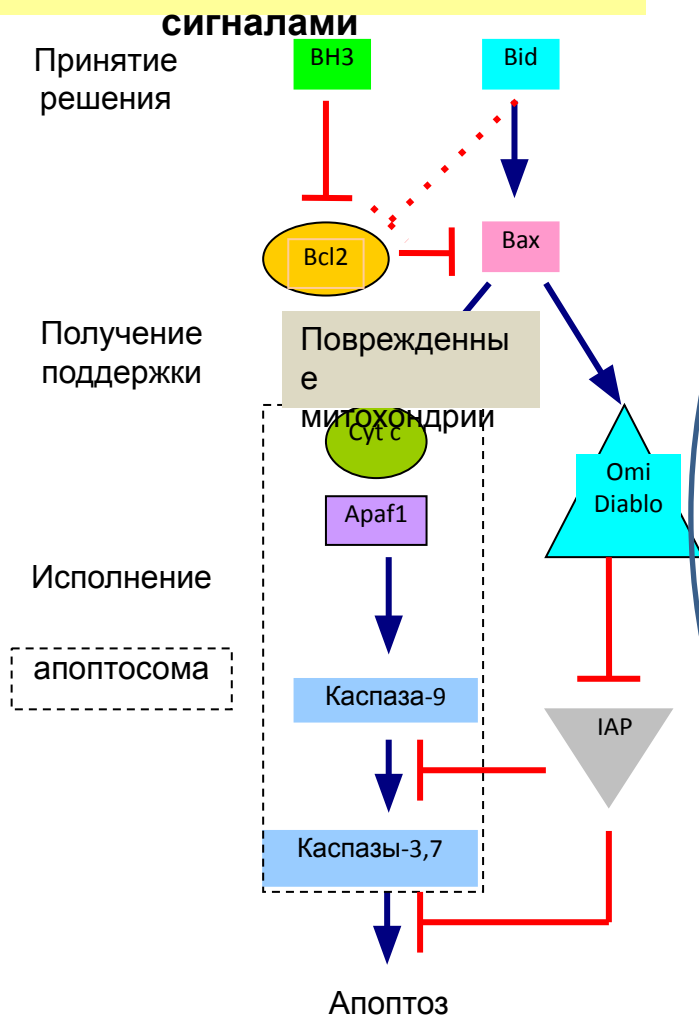 сигналами
Принятие
решения
BH3
Bid
Bcl2
Bax
Получение
поддержки
Поврежденны
е
митохондрии
Cyt c
Apaf1
Omi
Diablo
Исполнение
апоптосома
Каспаза-9
IAP
Каспазы-3,7
Апоптоз